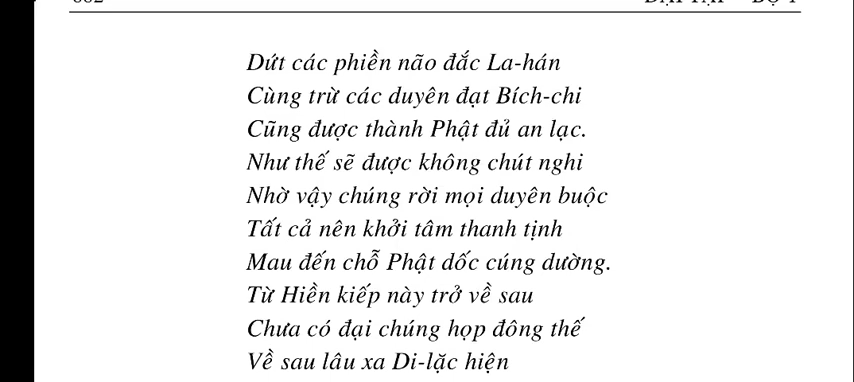 Dứt các phiền não đắc La-hán
Cùng trừ các duyên đạt Bích-chi
Cũng được thành Phật đủ an lạc.
Như thế sẽ được không chút nghi
Nhờ vậy chúng rời mọi duyên buộc
Tất cả nên khởi tâm thanh tịnh
Mau đến chỗ Phật dốc cúng dường.
Từ Hiền kiếp này trở về sau
Chưa có đại chúng họp đông thế
Về sau lâu xa Di-lặc hiện